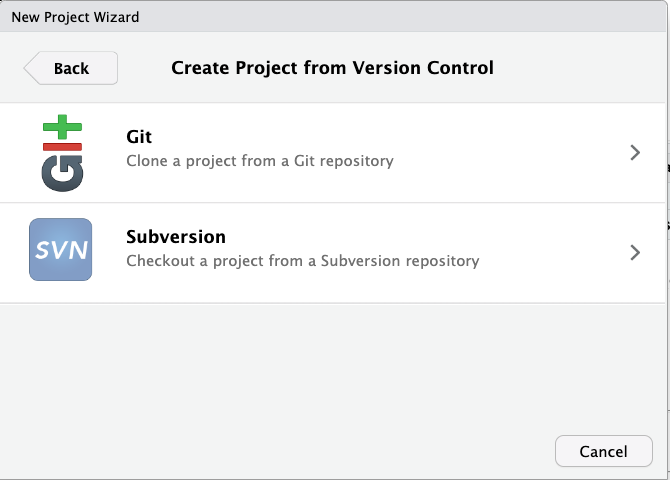 New Project Wizard
Back
Create Project from Version Control
Git
Git
Clone a project from a Git repository
SVN
Subversion
Checkout a project from a Subversion repository
Cancel